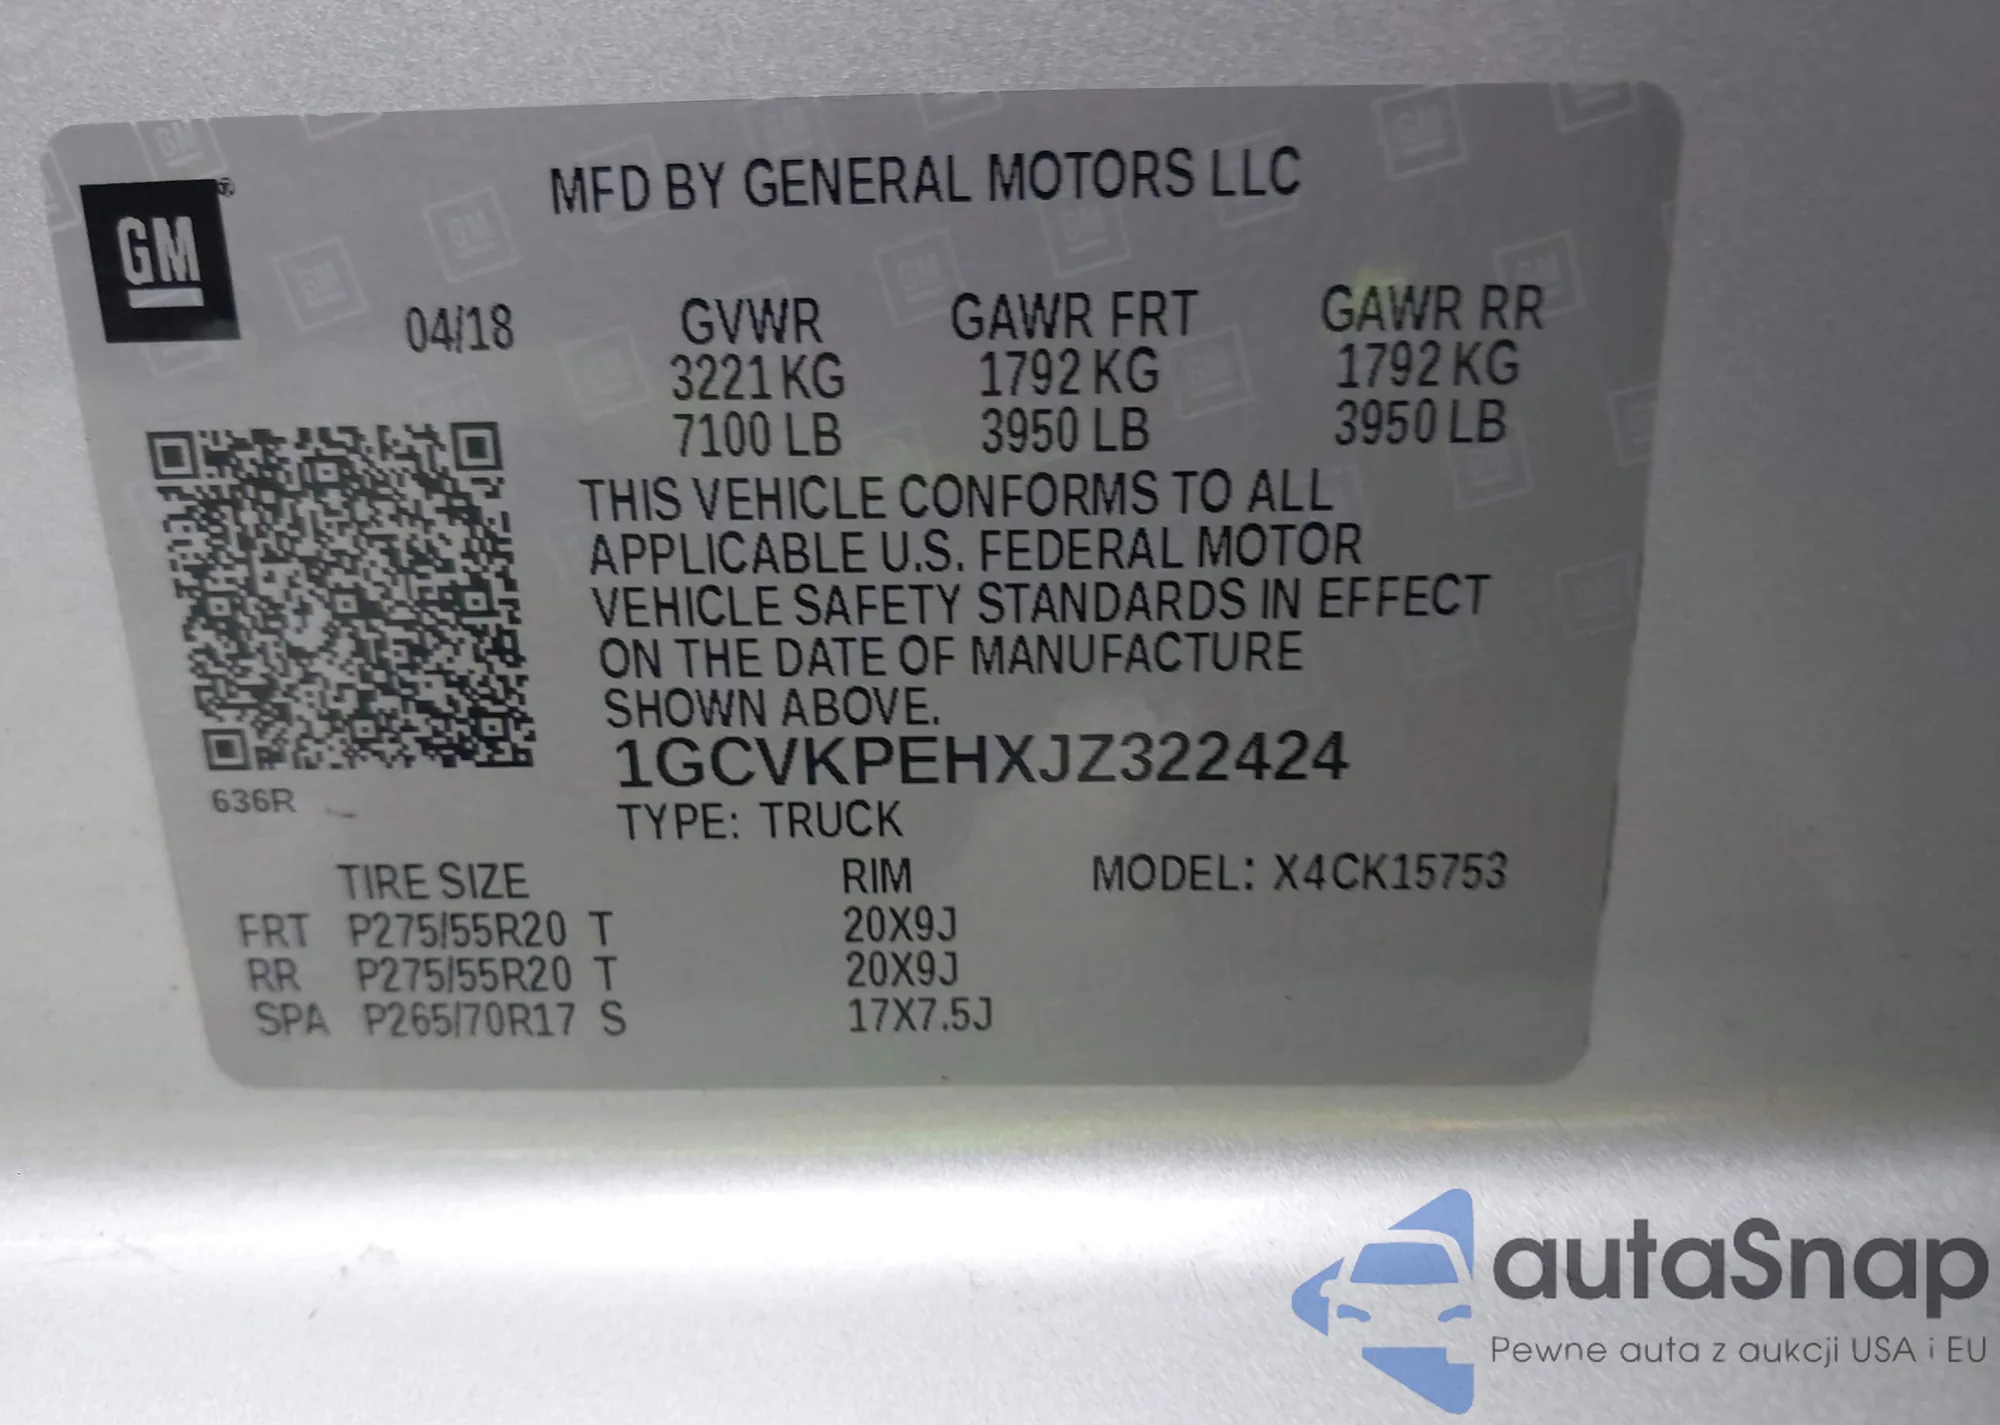 MFD BY GENERAL MOTORS LLC
GM®
04/18 GVWR GAWR FRT GAWR RR
3221 KG 1792 KG 1792 KG
7100 LB 3950 LB 3950 LB
THIS VEHICLE CONFORMS TO ALL
APPLICABLE U.S. FEDERAL MOTOR
VEHICLE SAFETY STANDARDS IN EFFECT
ON THE DATE OF MANUFACTURE
SHOWN ABOVE.
1GCVKPEHXJZ322424
636R
TYPE: TRUCK
TIRE SIZE RIM MODEL: X4CK15753
FRT P275/55R20 T 20X9J
RR P275/55R20 T 20X9J
SPA P265/70R17 S 17X7.5J
autaSnap
Pewne auta z aukcji USA i EU